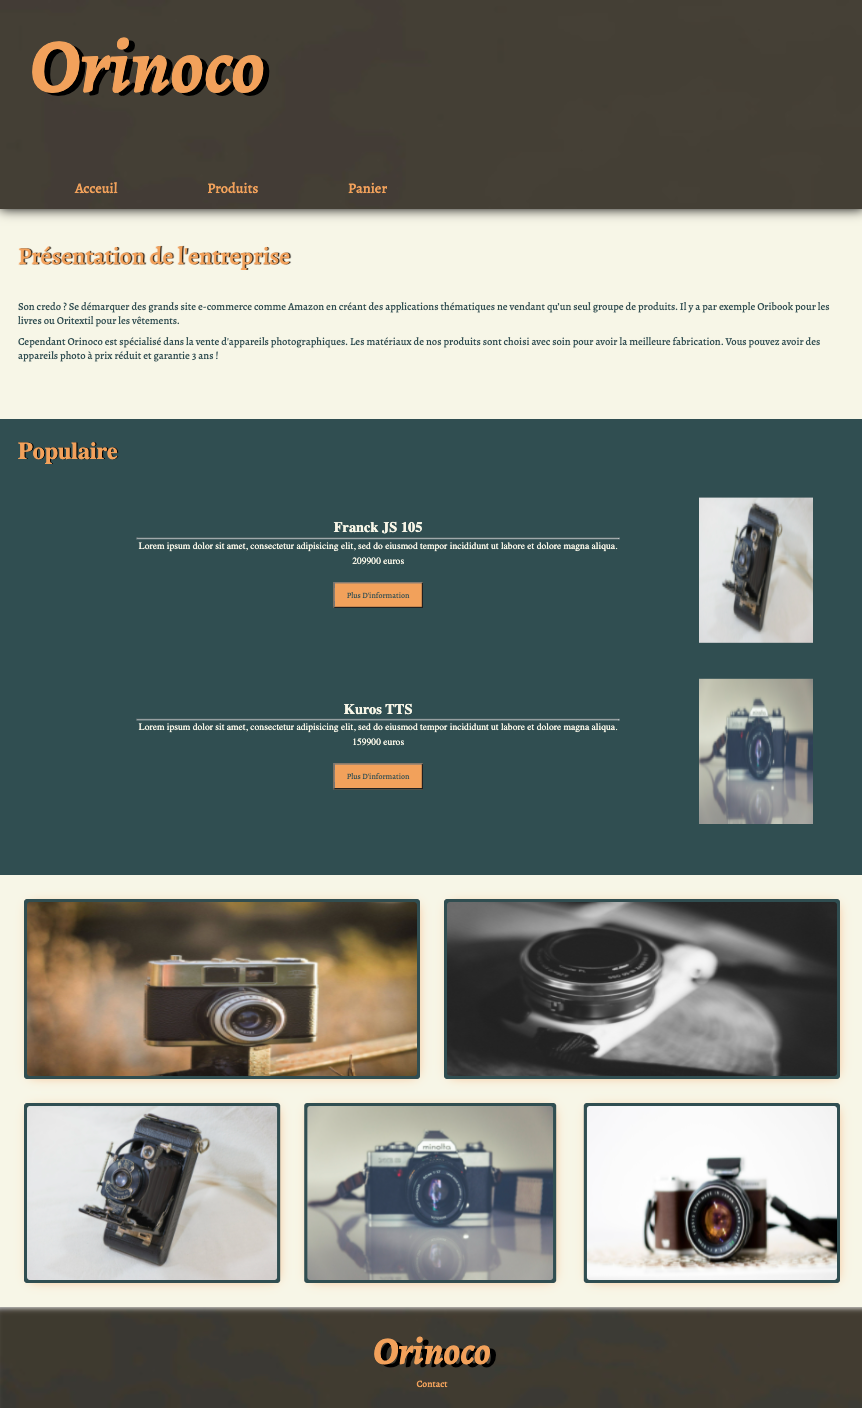 Orinoco
Acceuil Produits Panier
Présentation de l'entreprise
Son credo ? Se démarquer des grands site e-commerce comme Amazon en créant des applications thématiques ne vendant qu'un seul groupe de produits. Il y a par exemple Oribook pour les
livres ou Oritextil pour les vêtements.
Cependant Orinoco est spécialisé dans la vente d'appareils photographiques. Les matériaux de nos produits sont choisi avec soin pour avoir la meilleure fabrication. Vous pouvez avoir des
appareils photo à prix réduit et garantie 3 ans !
Populaire
Franck JS 105
Lorem ipsum dolor sit amet, consectetur adipisicing elit, sed do eiusmod tempor incididunt ut labore et dolore magna aliqua.
209900 euros
Plus D'information
Kuros TTS
Lorem ipsum dolor sit amet, consectetur adipisicing elit, sed do eiusmod tempor incididunt ut labore et dolore magna aliqua.
159900 euros
Plus D'information
minolta
Orinoco
Contact